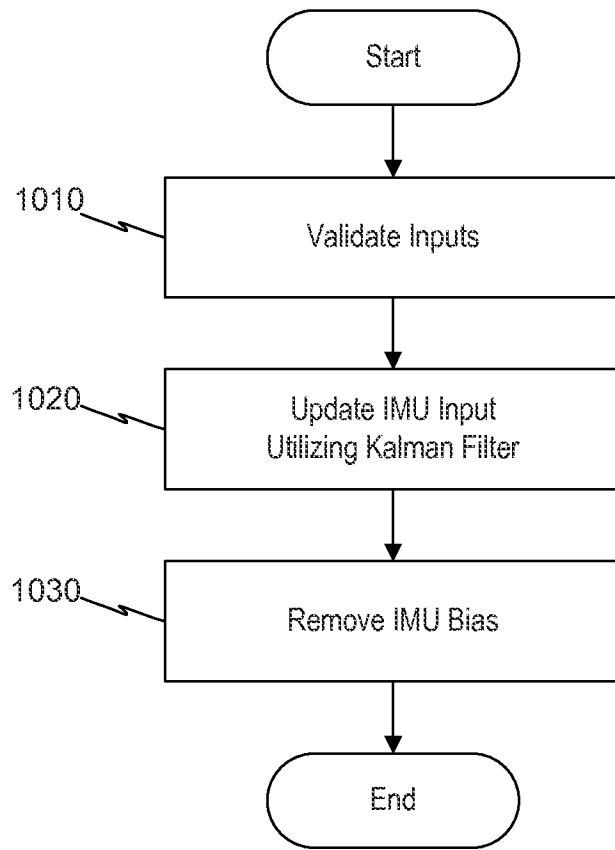 Start
1010
Validate Inputs
1020
Update IMU Input
Utilizing Kalman Filter
1030
Remove IMU Bias
End